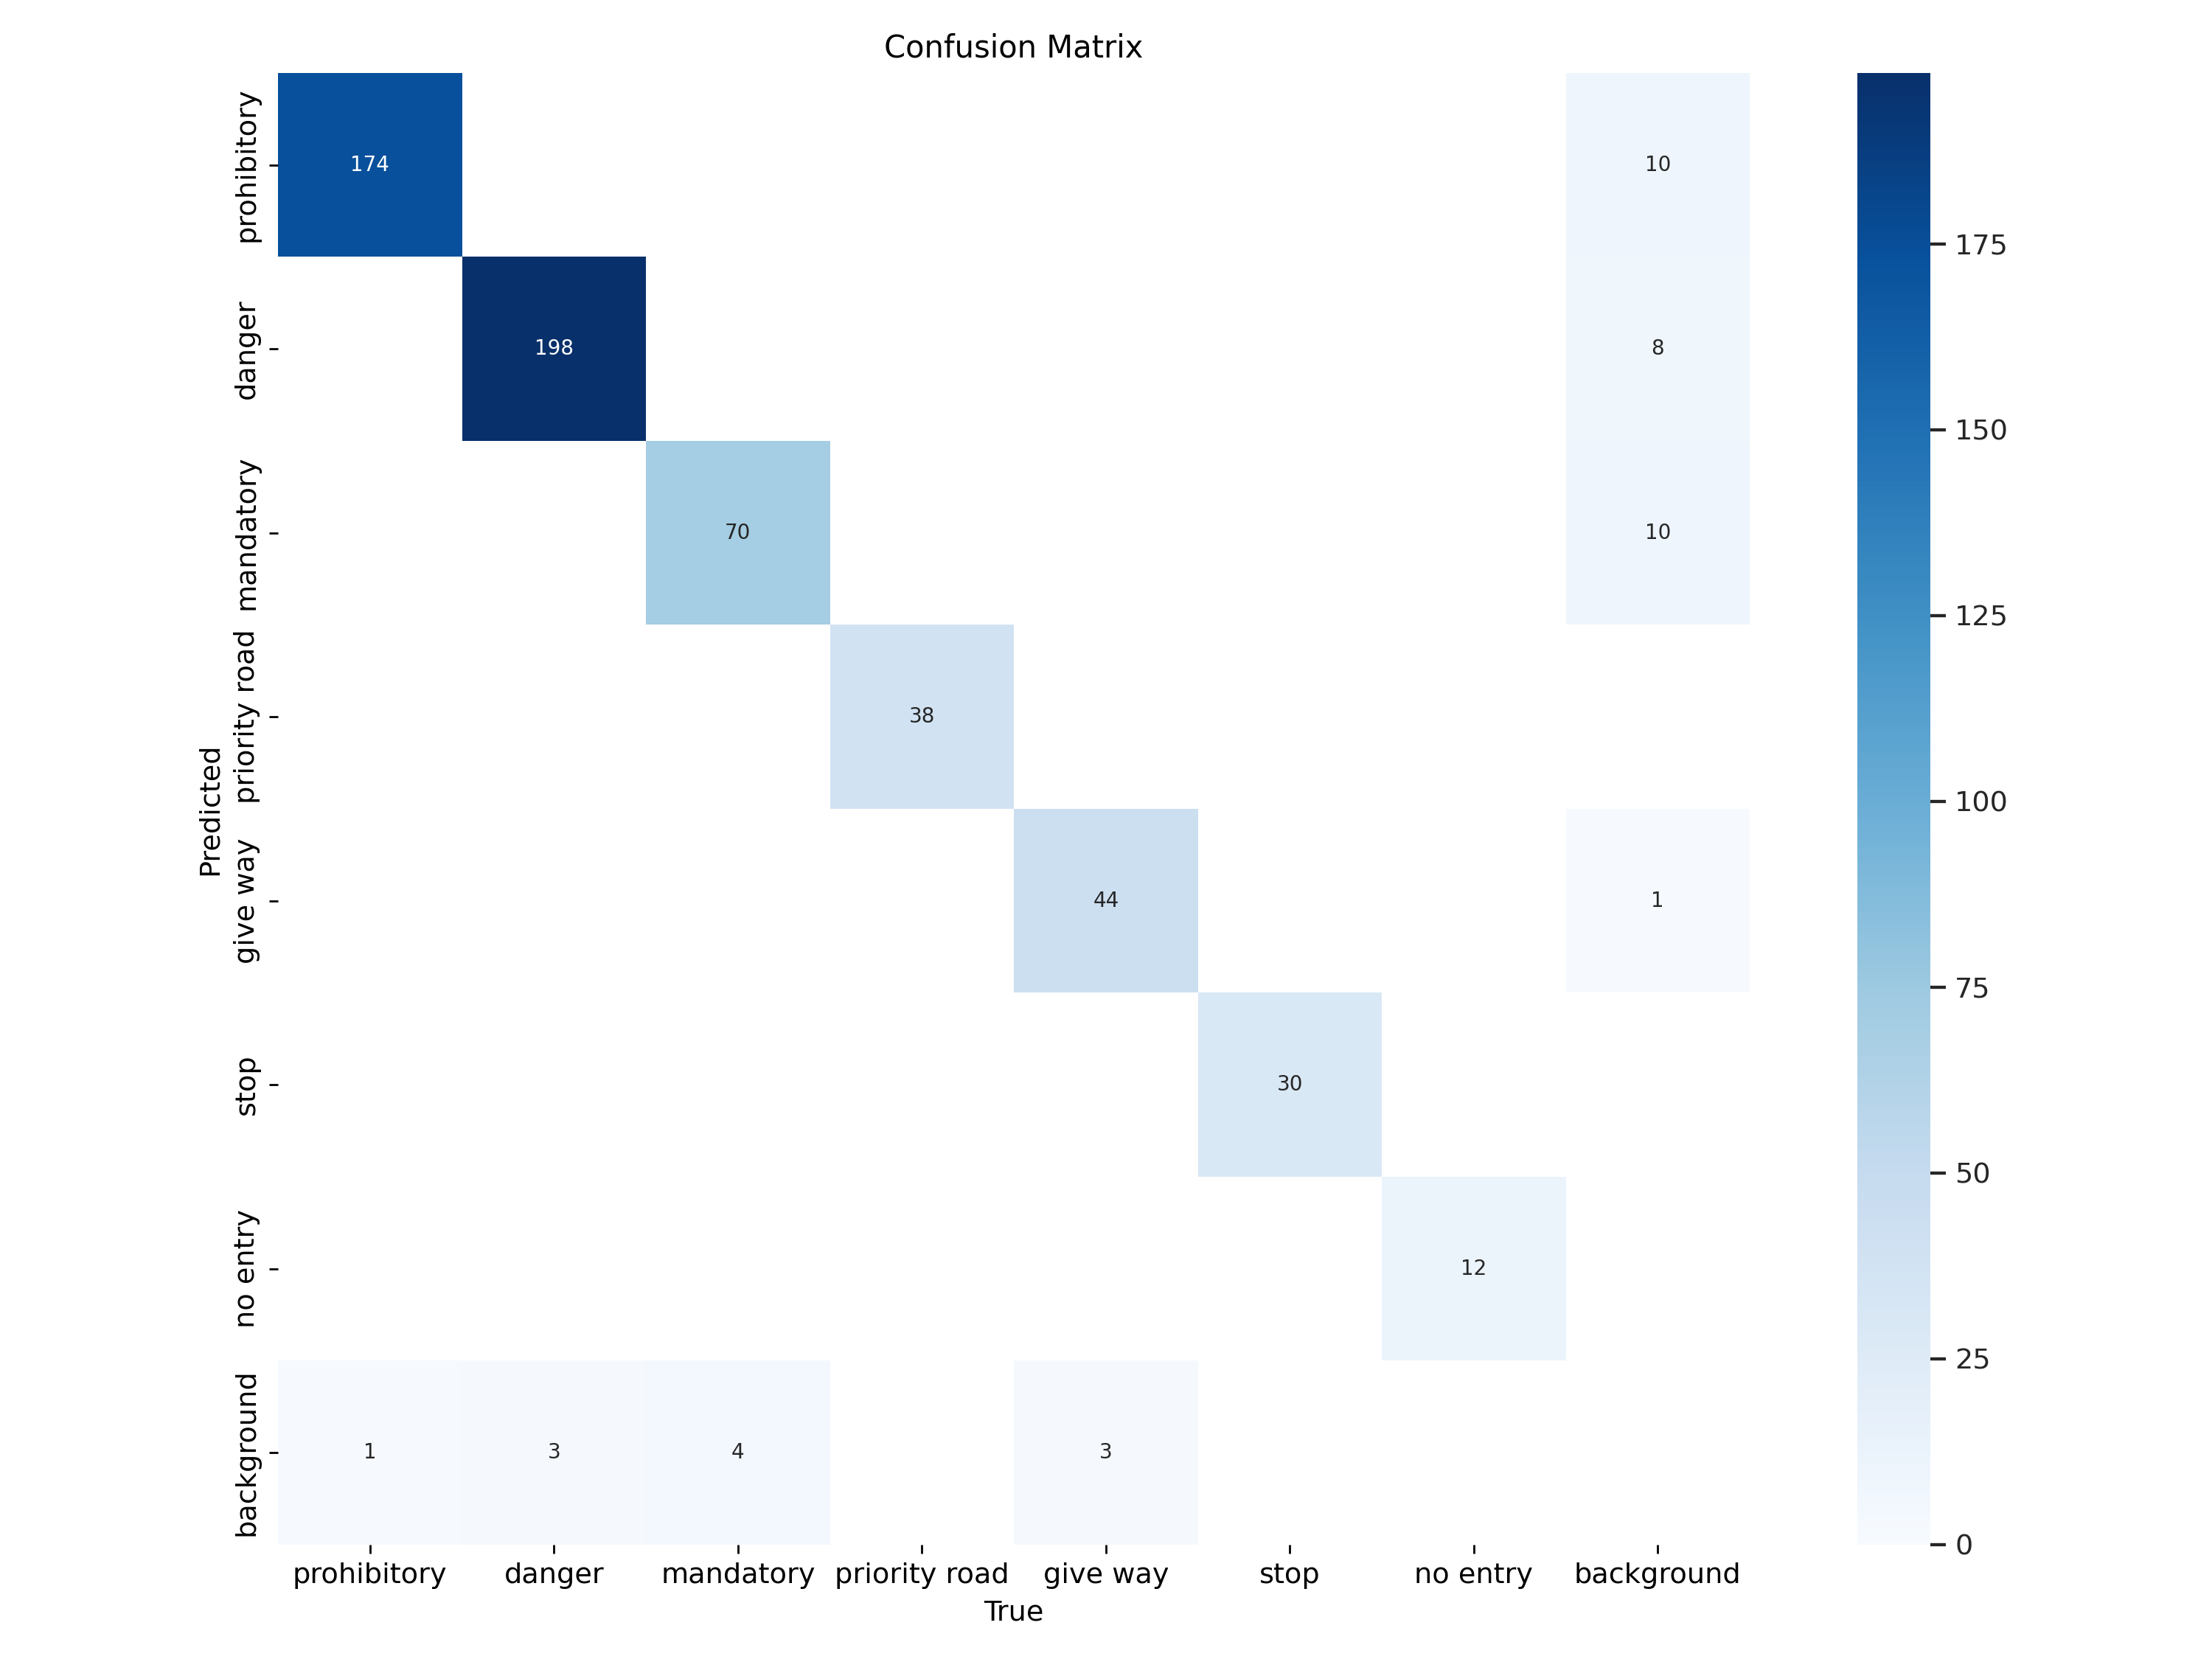 Confusion Matrix
prohibitory
174
10
danger
198
8
mandatory
70
10
priority road
38
give way
44
1
stop
30
no entry
12
background
1
3
4
3
Predicted
prohibitory
danger
mandatory
priority road
give way
stop
no entry
background
True
175
150
125
100
75
50
25
0